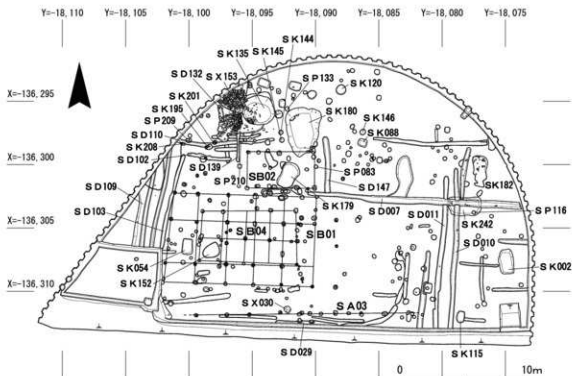 Y=-18,110 Y=-18,105 Y=-18,100 Y=-18,095 Y=-18,090 Y=-18,085 Y=-18,080 Y=-18,075
SK144
SK135 SK145
SD132 SX153 SP133 SK120
X=-136,295
SK201 SK180
SK195 SK146
SP209 SK088
SD110
SK208
X=-136,300
SD102
SD139 SP083
SP210 SB02 SD147 SK182
SD109 SK179
SD007 SD011 SP116
X=-136,305
SD103 SK242
SB04 SB01 SD010
SK054 SK002
SK152
X=-136,310
SX030 SA03
SD029 SK115
0 10m